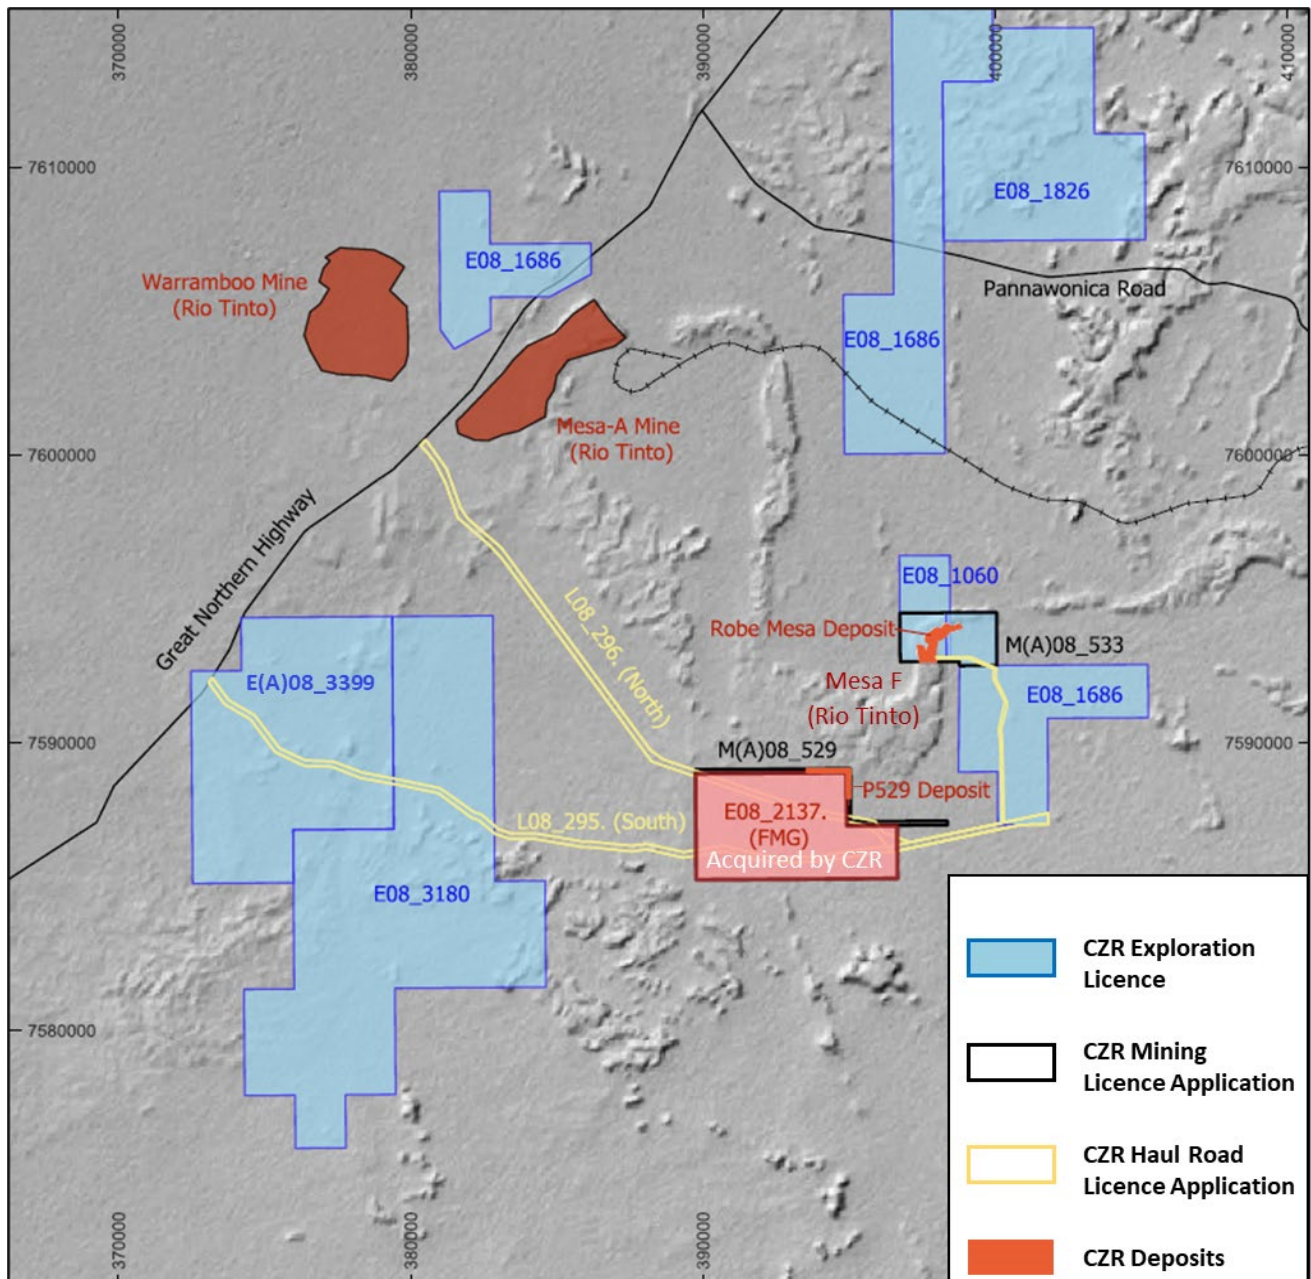 370000
380000
390000
400000
410000
7610000
7610000
E08_1826
E08_1686
Warramboo Mine
(Rio Tinto)
Pannawonica Road
E08_1686
Mesa-A Mine
(Rio Tinto)
7600000
7600000
Great Northern Highway
E08_1060
L08_296. (North)
Robe Mesa Deposit
M(A)08_533
E(A)08_3399
Mesa F
(Rio Tinto)
E08_1686
7590000
7590000
M(A)08_529
P529 Deposit
L08_295. (South)
E08_2137.
(FMG)
Acquired by CZR
E08_3180
7580000
370000
380000
390000
CZR Exploration
Licence
CZR Mining
Licence Application
CZR Haul Road
Licence Application
CZR Deposits